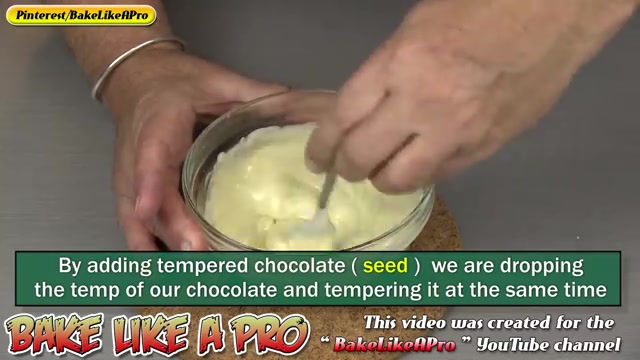 Pinterest/BakeLikeAPro
By adding tempered chocolate ( seed ) we are dropping
the temp of our chocolate and tempering it at the same time
BAKE LIKE A PRO
This video was created for the
“ BakeLikeAPro ” YouTube channel